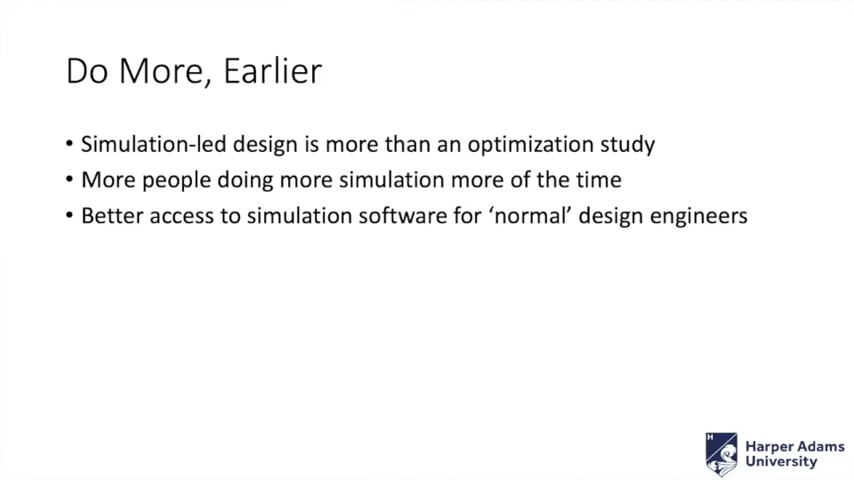 Do More, Earlier
• Simulation-led design is more than an optimization study
• More people doing more simulation more of the time
• Better access to simulation software for ‘normal’ design engineers
H
Harper Adams
University